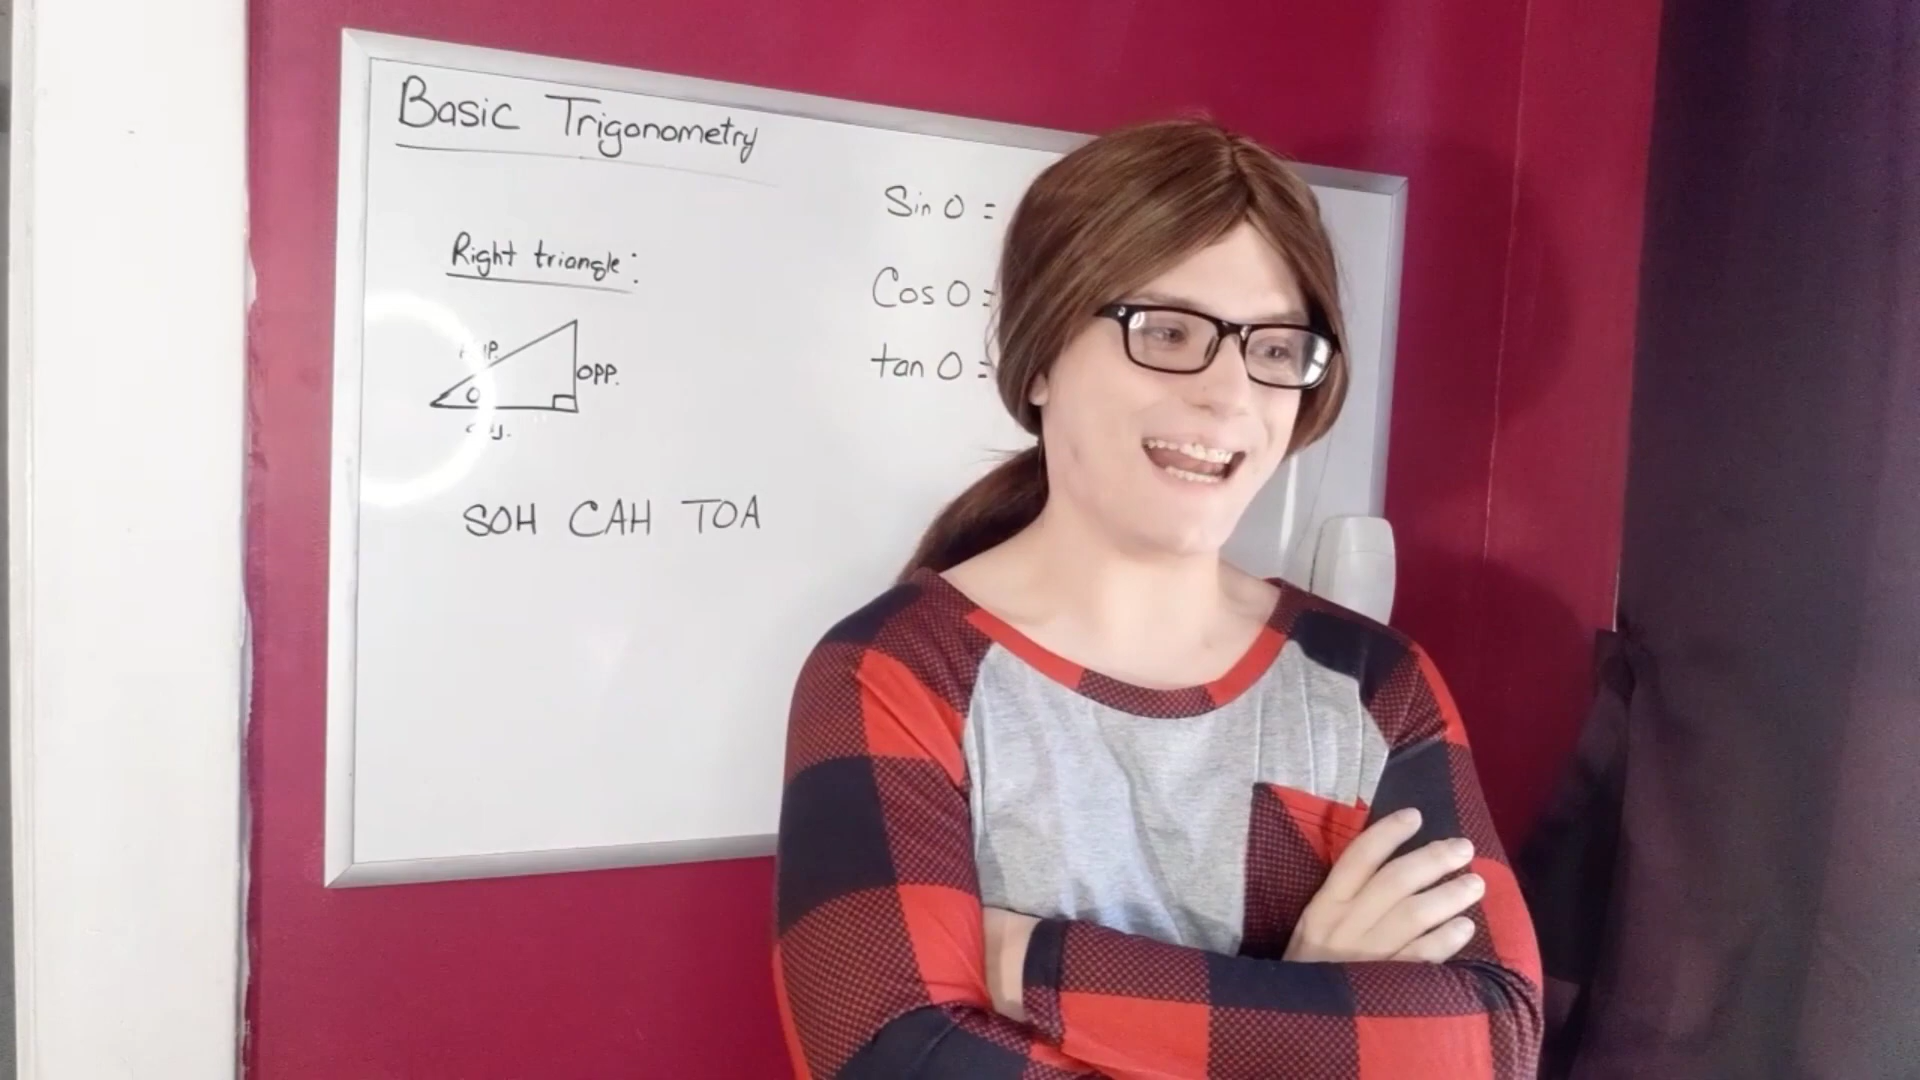 Basic Trigonometry
Right triangle:
OPP.
O
SOH CAH TOA
Sin O =
Cos O =
tan O =